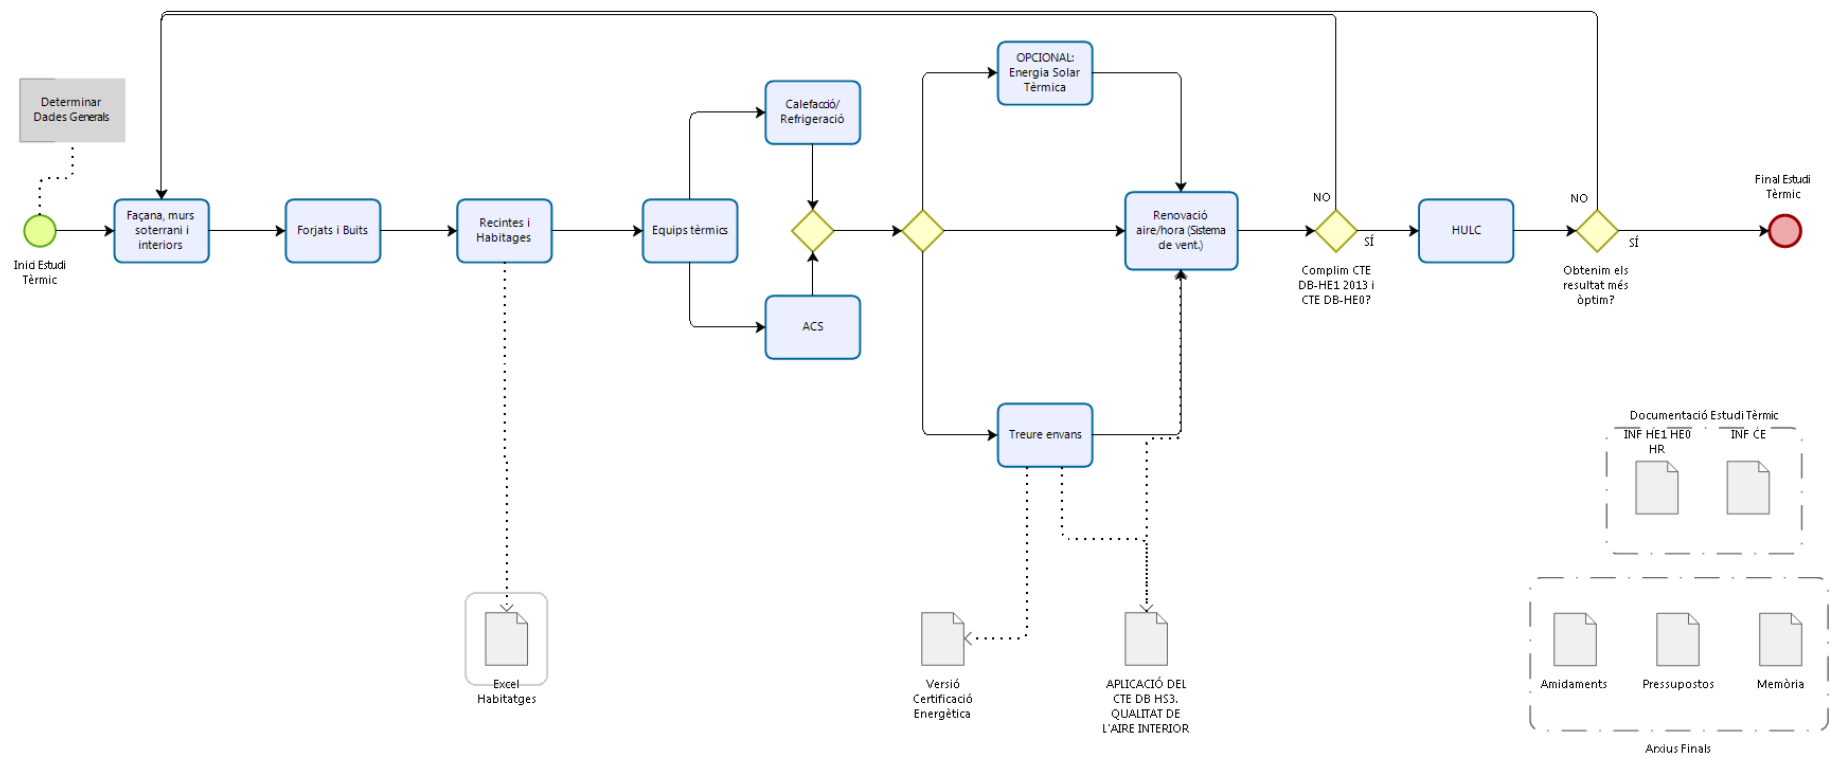 Determinar
Dades Generals
Inici Estudi
Tèrmic
Façana, murs
soterrani i
interiors
Forjats i Buits
Recintes i
Habitages
Equips tèrmics
Calefacció/
Refrigeració
ACS
OPCIONAL:
Energia Solar
Tèrmica
Treure envans
Renovació
aire/hora (Sistema
de vent.)
NO
SÍ
Complim CTE
DB-HE1 2013 i
CTE DB-HE0?
HULC
NO
SÍ
Obtenim els
resultat més
òptim?
Final Estudi
Tèrmic
Excel
Habitatges
Versió
Certificació
Energètica
APLICACIÓ DEL
CTE DB HS3.
QUALITAT DE
L'AIRE INTERIOR
Documentació Estudi Tèrmic
INF HE1 HE0
HR
INF CE
Amidaments
Pressupostos
Memòria
Arxius Finals